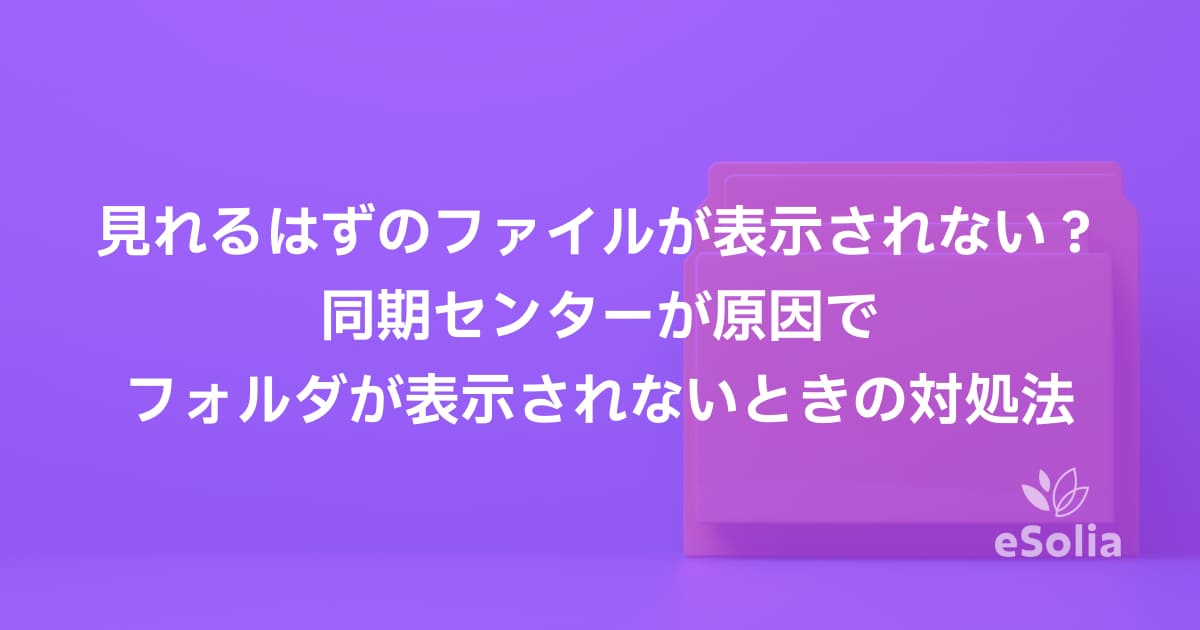 見れるはずのファイルが表示されない？
同期センターが原因で
フォルダが表示されないときの対処法
eSolia